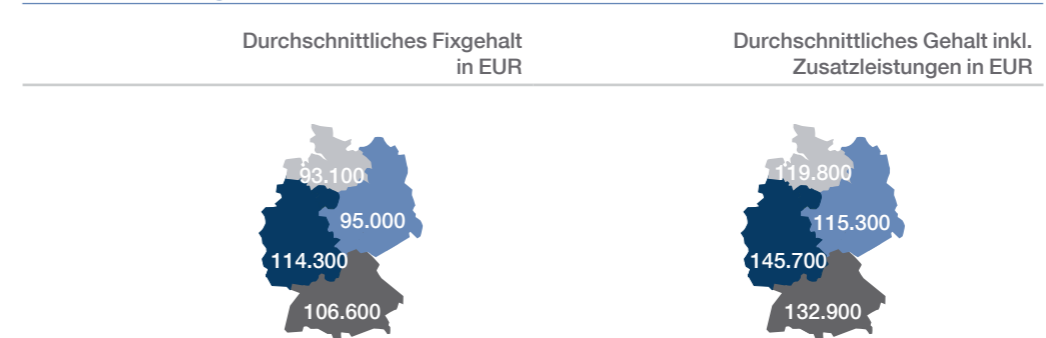 Durchschnittliches Fixgehalt
in EUR
Durchschnittliches Gehalt inkl.
Zusatzleistungen in EUR
93.100
95.000
114.300
106.600
119.800
115.300
145.700
132.900